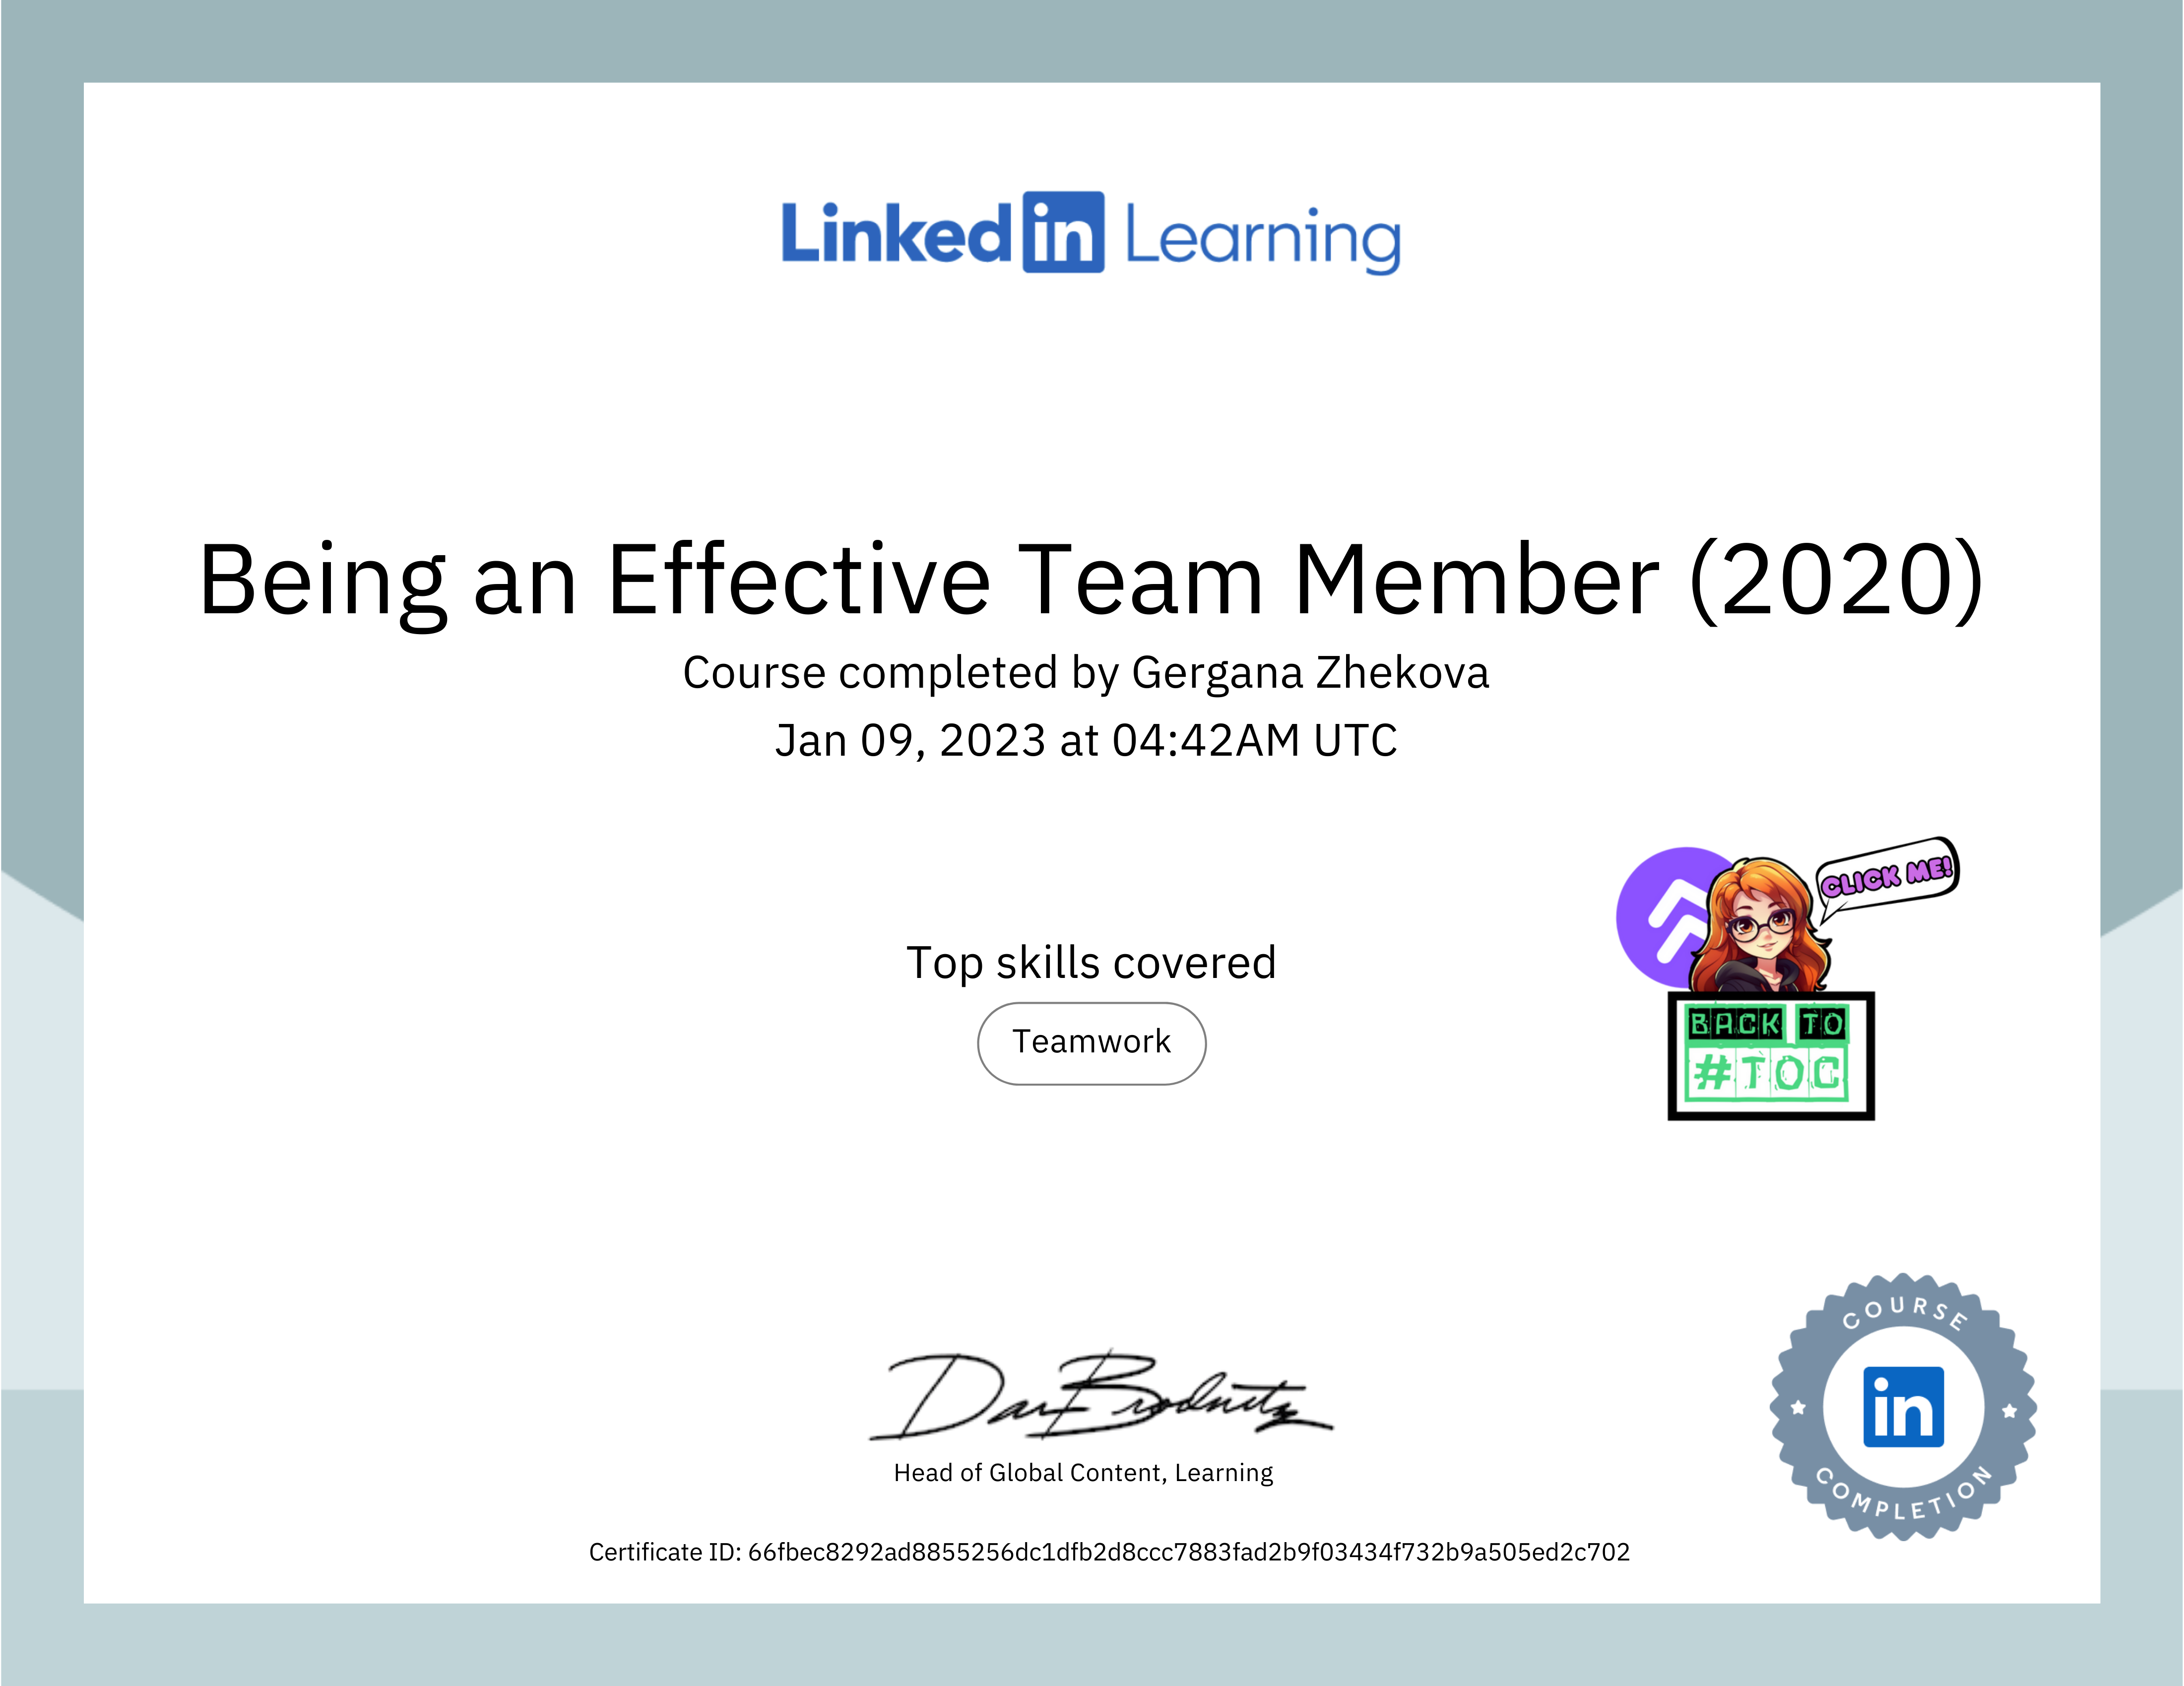 Linked in Learning
Being an Effective Team Member (2020)
Course completed by Gergana Zhekova
Jan 09, 2023 at 04:42AM UTC
CLICK ME!
Top skills covered
Teamwork
BACK TO
#TOC
COURSE
in
COMPLETION
Dan Brodnitz
Head of Global Content, Learning
Certificate ID: 66fbec8292ad8855256dc1dfb2d8ccc7883fad2b9f03434f732b9a505ed2c702